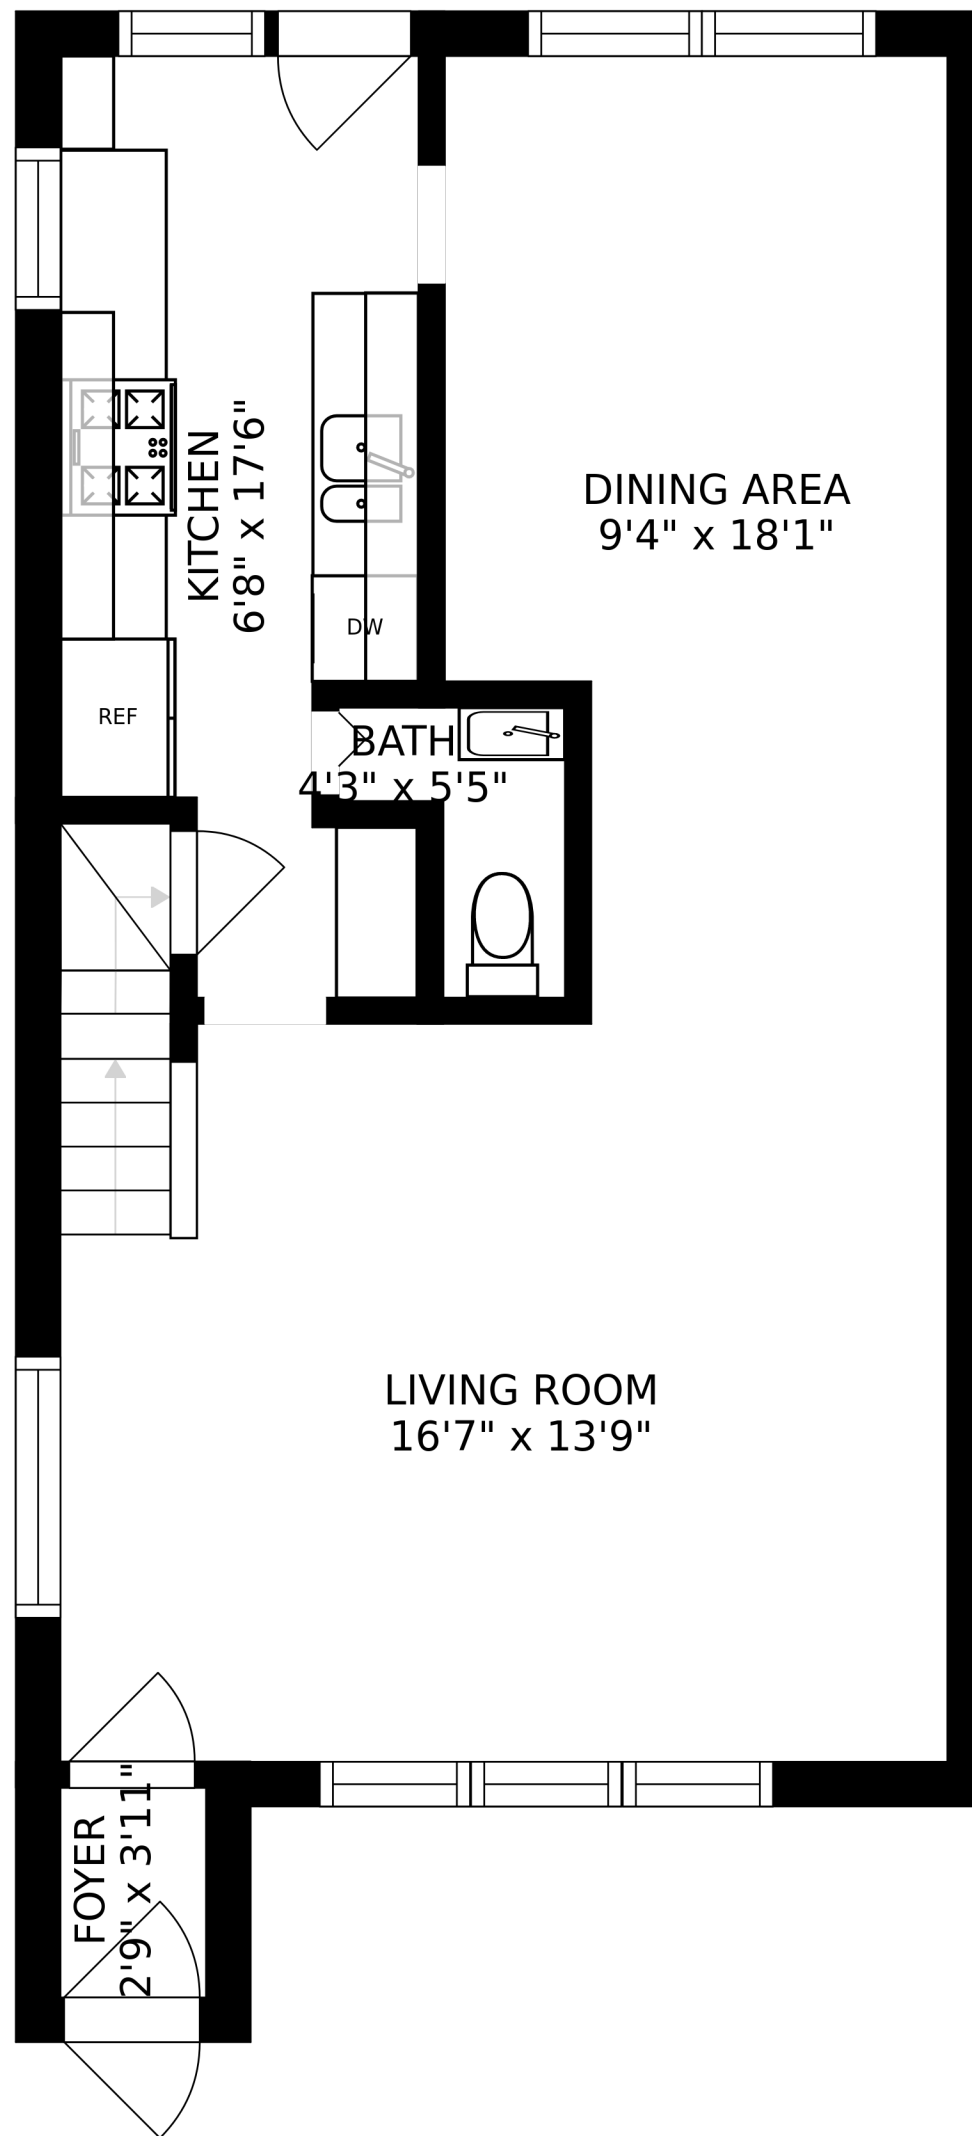 KITCHEN
6'8" x 17'6"
DINING AREA
9'4" x 18'1"
DW
REF
BATH
4'3" x 5'5"
LIVING ROOM
16'7" x 13'9"
FOYER
2'9" x 3'11"